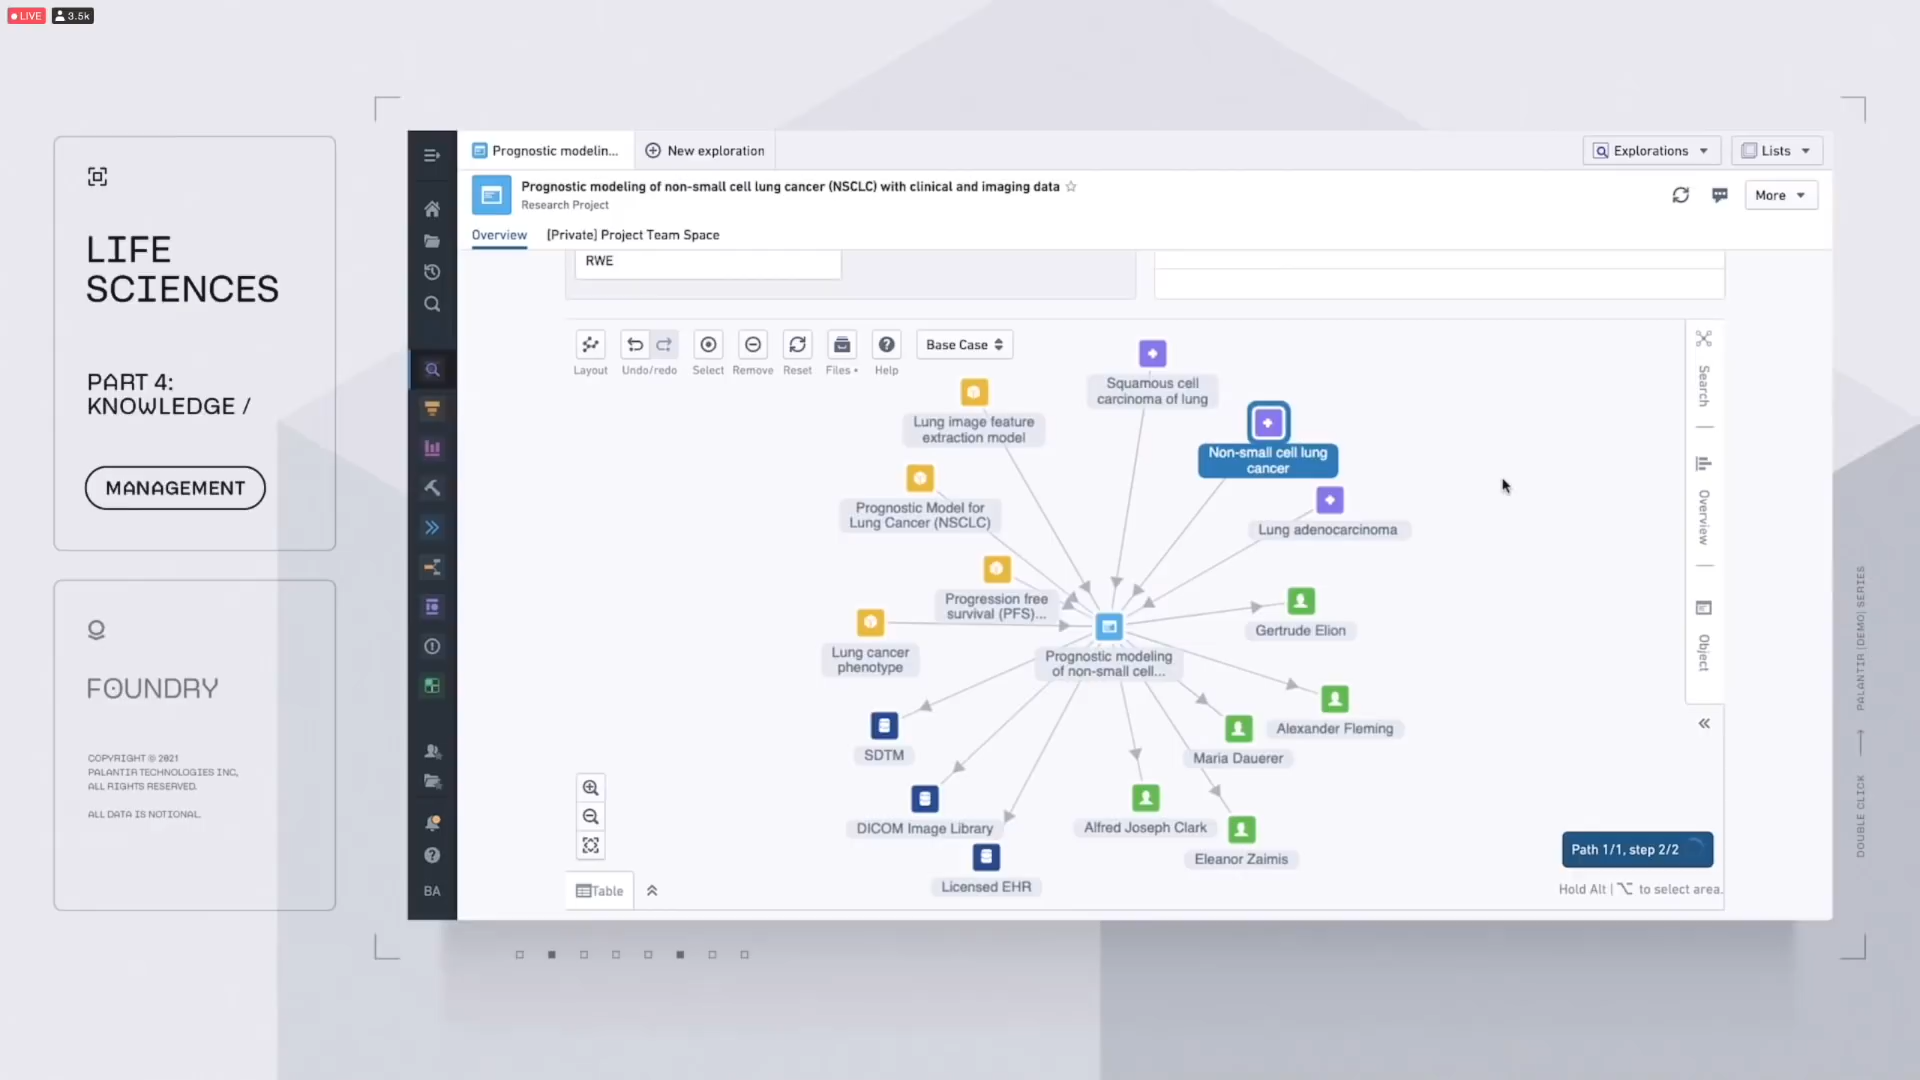 LIVE
3.5k
LIFE
SCIENCES
PART 4:
KNOWLEDGE /
MANAGEMENT
FOUNDRY
COPYRIGHT © 2021
PALANTIR TECHNOLOGIES INC,
ALL RIGHTS RESERVED.
ALL DATA IS NOTIONAL.
Prognostic modelin...
New exploration
Explorations
Lists
Prognostic modeling of non-small cell lung cancer (NSCLC) with clinical and imaging data
Research Project
More
Overview
[Private] Project Team Space
RWE
Layout
Undo/redo
Select
Remove
Reset
Files •
Help
Base Case
Squamous cell
carcinoma of lung
Lung image feature
extraction model
Non-small cell lung
cancer
Prognostic Model for
Lung Cancer (NSCLC)
Lung adenocarcinoma
Progression free
survival (PFS)...
Gertrude Elion
Lung cancer
phenotype
Prognostic modeling
of non-small cell...
Alexander Fleming
SDTM
Maria Dauerer
DICOM Image Library
Alfred Joseph Clark
Eleanor Zaimis
Licensed EHR
Table
Path 1/1, step 2/2
Hold Alt | ⌥ to select area.
Search
Overview
Object
BA
DOUBLE CLICK → PALANTIR [DEMO] SERIES